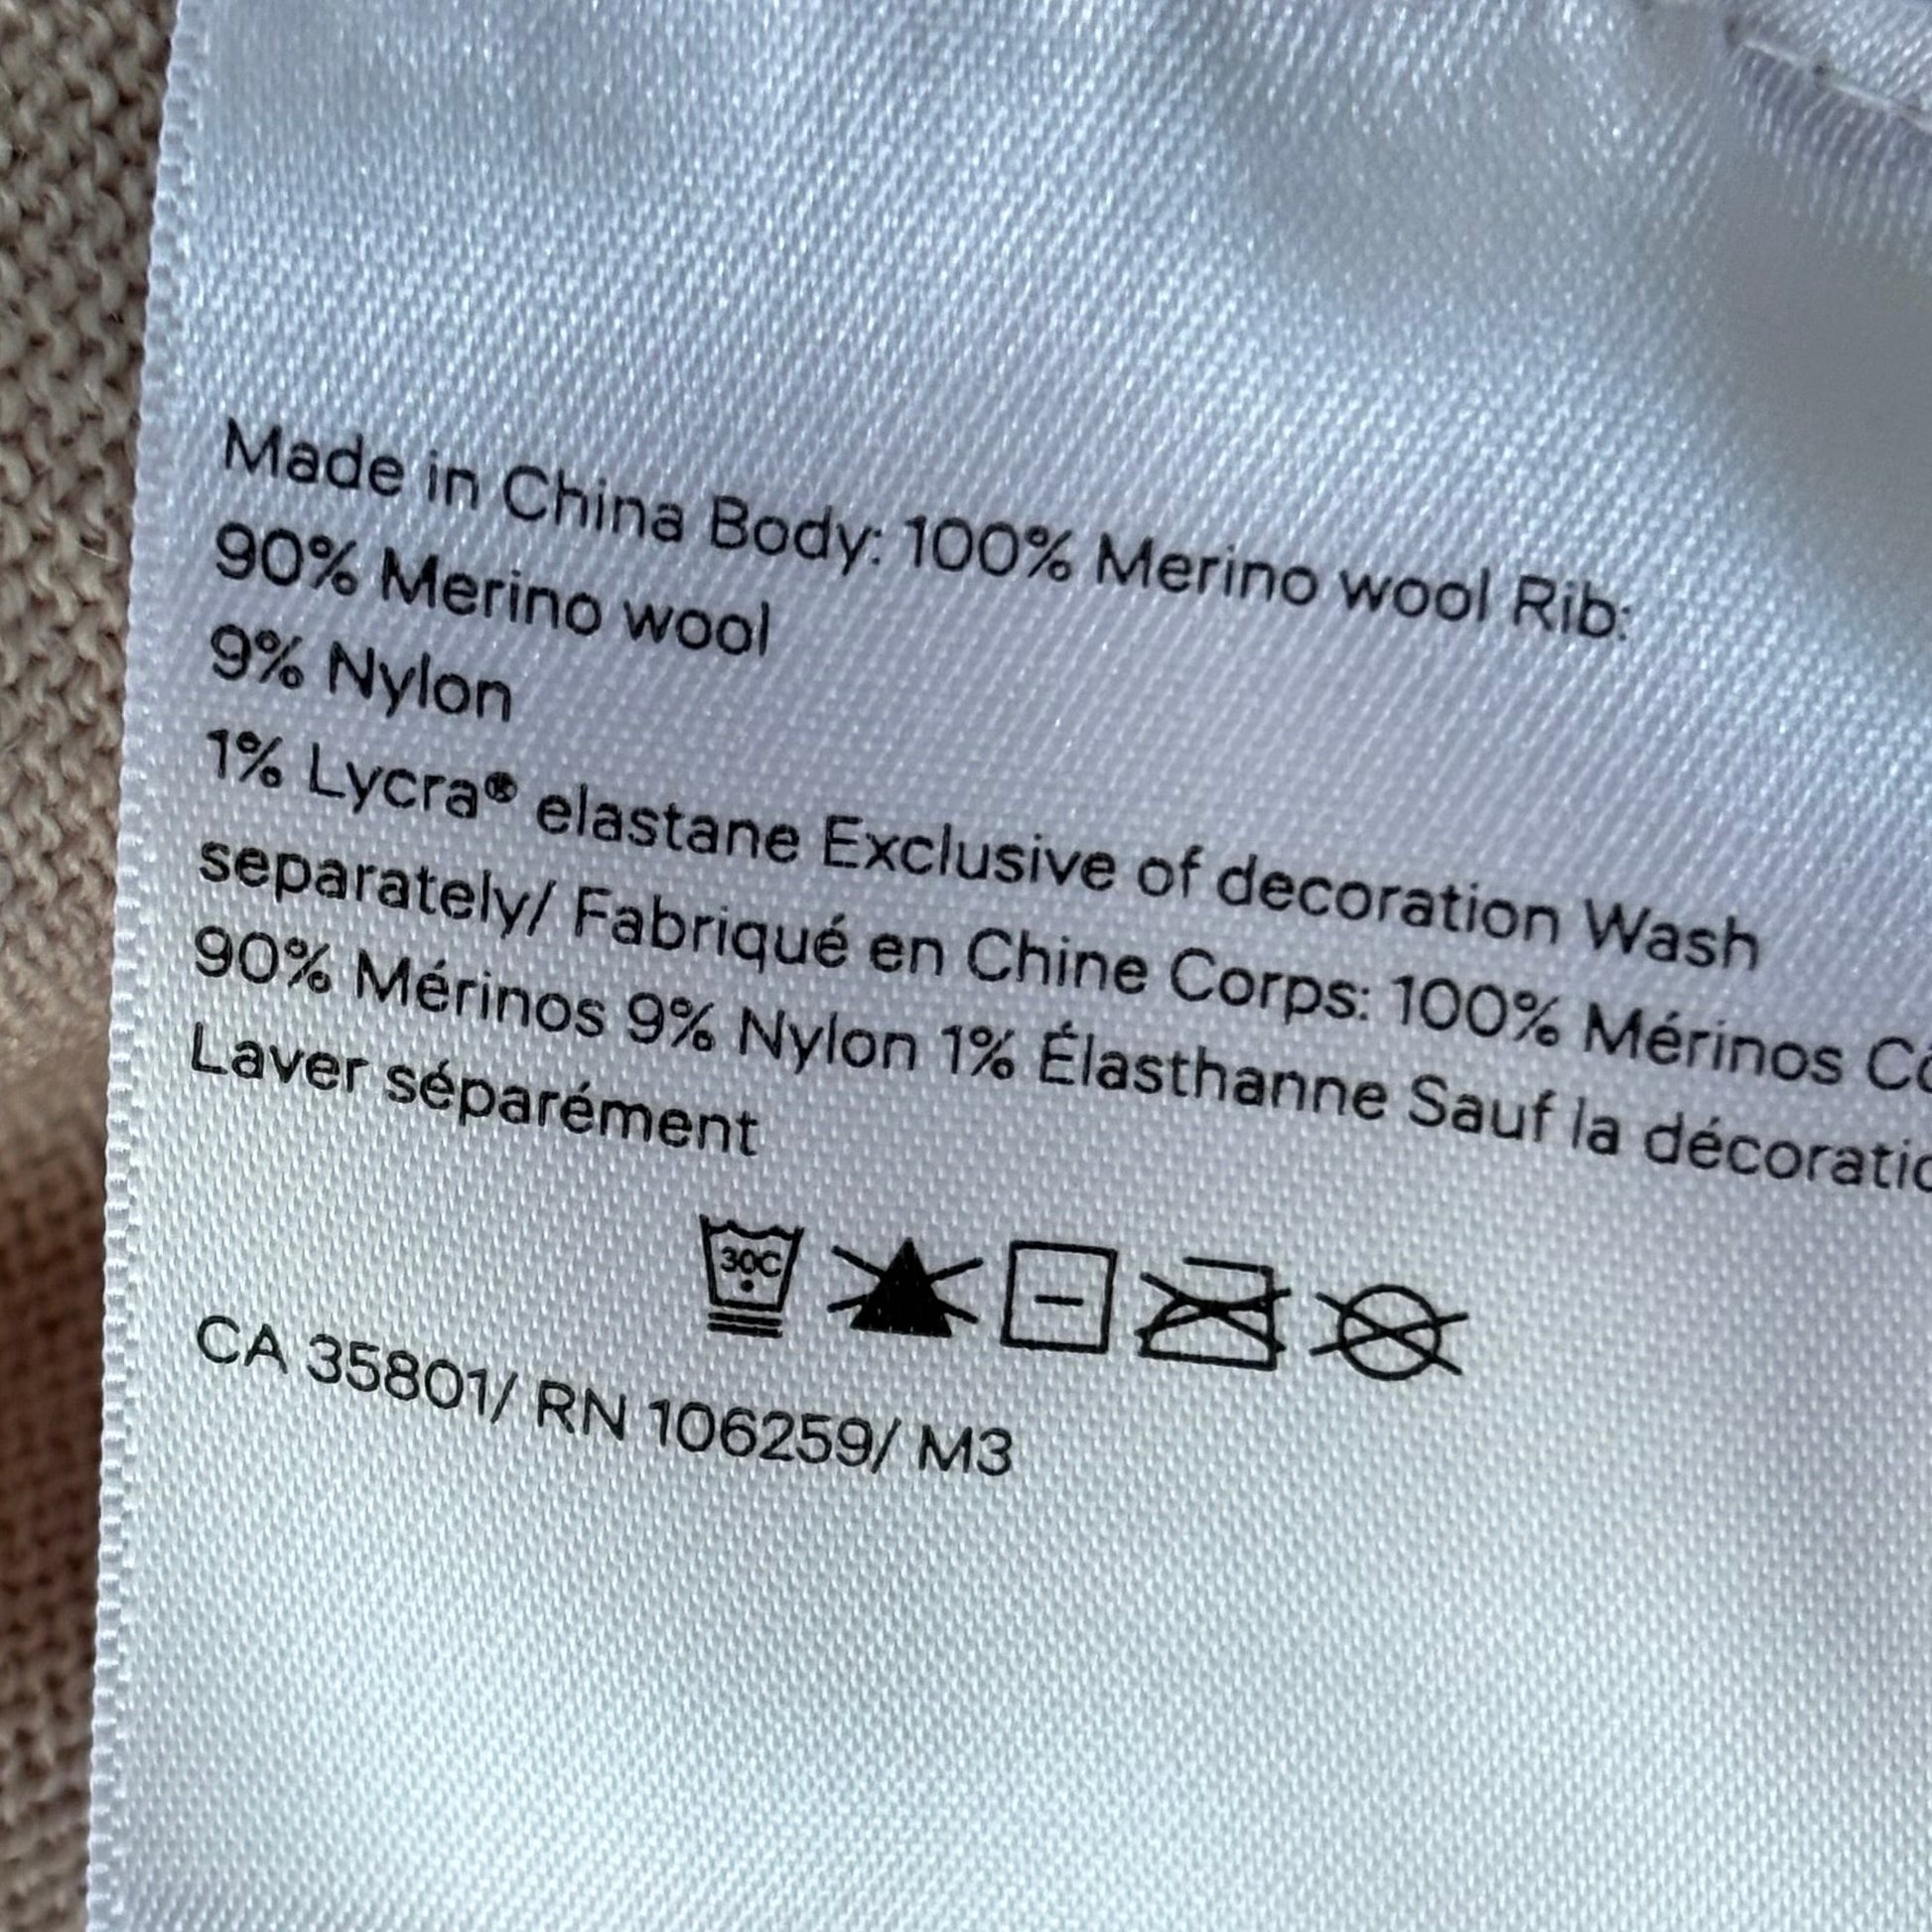 Made in China Body: 100% Merino wool Rib:
90% Merino wool
9% Nylon
1% Lycra® elastane Exclusive of decoration Wash
separately/ Fabriqué en Chine Corps: 100% Mérinos
90% Mérinos 9% Nylon 1% Élasthanne Sauf la
Laver séparément
30C
CA 35801/ RN 106259/ M3